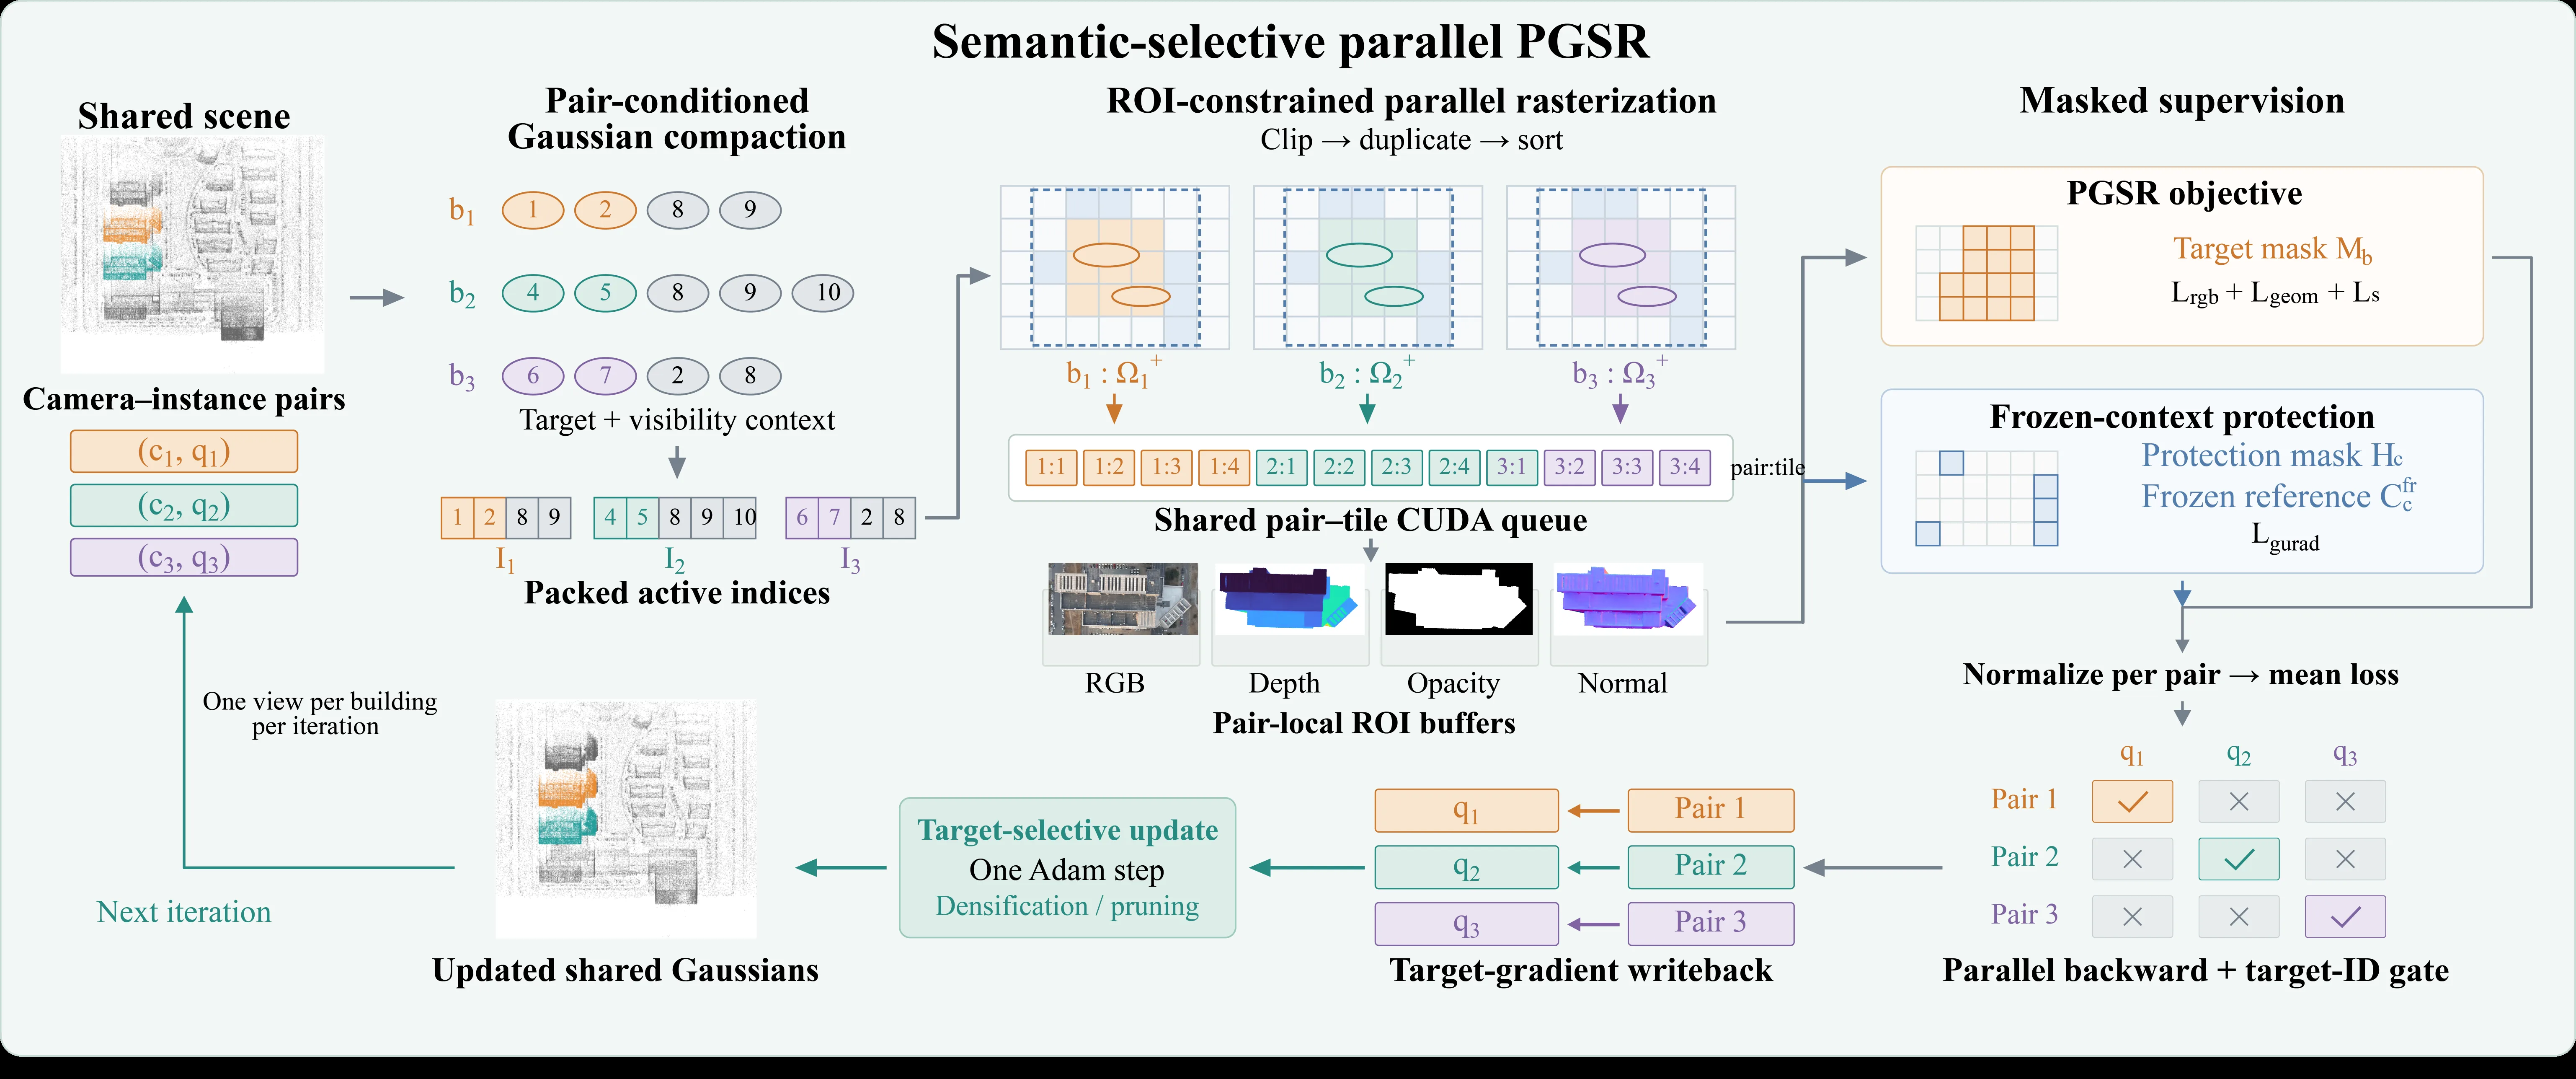 Semantic-selective parallel PGSR
Shared scene
Camera–instance pairs
(c₁, q₁)
(c₂, q₂)
(c₃, q₃)
One view per building
per iteration
Next iteration
Pair-conditioned
Gaussian compaction
b₁ 1 2 8 9
b₂ 4 5 8 9 10
b₃ 6 7 2 8
Target + visibility context
1 2 8 9 4 5 8 9 10 6 7 2 8
I₁ I₂ I₃
Packed active indices
ROI-constrained parallel rasterization
Clip → duplicate → sort
b₁ : Ω₁⁺ b₂ : Ω₂⁺ b₃ : Ω₃⁺
1:1 1:2 1:3 1:4 2:1 2:2 2:3 2:4 3:1 3:2 3:3 3:4 pair:tile
Shared pair–tile CUDA queue
RGB Depth Opacity Normal
Pair-local ROI buffers
Masked supervision
PGSR objective
Target mask M_b
L_rgb + L_geom + L_s
Frozen-context protection
Protection mask H_c
Frozen reference C_c^fr
L_gurad
Normalize per pair → mean loss
q₁ q₂ q₃
Pair 1 ✓ × ×
Pair 2 × ✓ ×
Pair 3 × × ✓
Parallel backward + target-ID gate
q₁ ← Pair 1
q₂ ← Pair 2
q₃ ← Pair 3
Target-gradient writeback
Target-selective update
One Adam step
Densification / pruning
Updated shared Gaussians